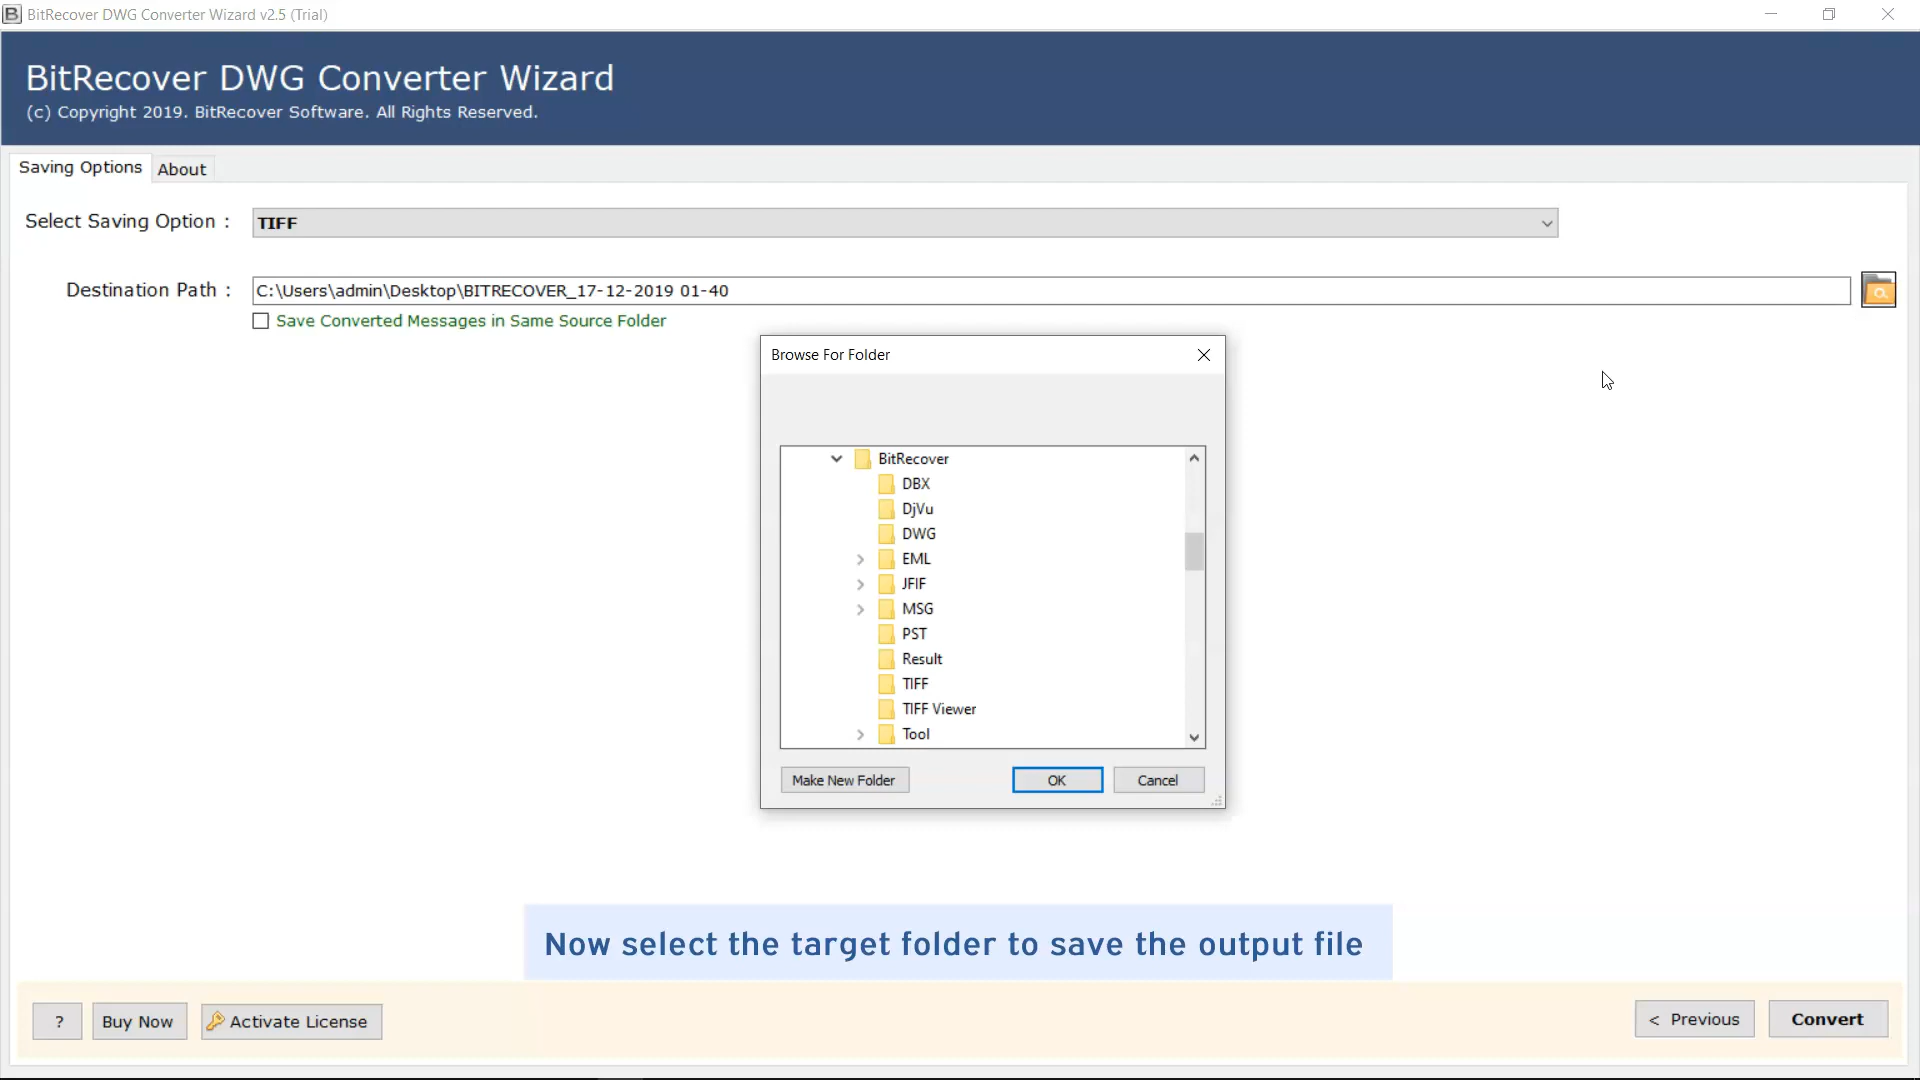 BitRecover DWG Converter Wizard v2.5 (Trial)
BitRecover DWG Converter Wizard
(c) Copyright 2019. BitRecover Software. All Rights Reserved.
Saving Options
About
Select Saving Option :
TIFF
Destination Path :
C:\Users\admin\Desktop\BITRECOVER_17-12-2019 01-40
Save Converted Messages in Same Source Folder
Browse For Folder
BitRecover
DBX
DjVu
DWG
EML
JFIF
MSG
PST
Result
TIFF
TIFF Viewer
Tool
Make New Folder
OK
Cancel
Now select the target folder to save the output file
?
Buy Now
Activate License
< Previous
Convert